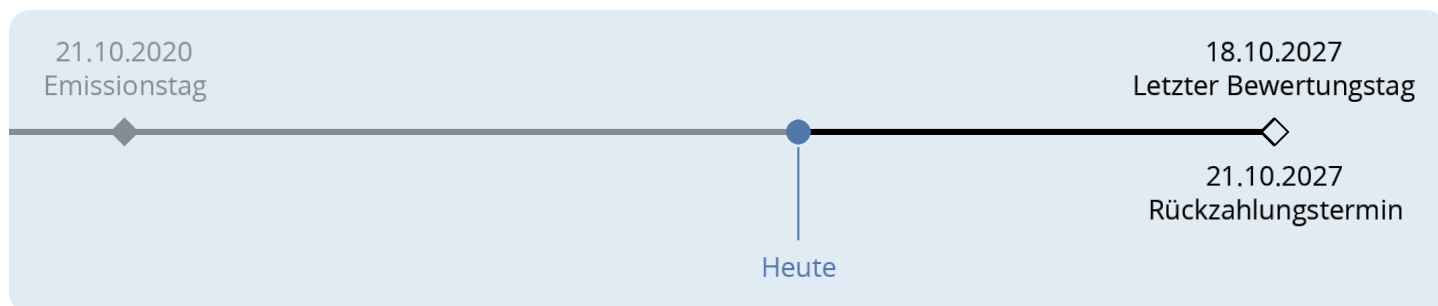 21.10.2020
Emissionstag
18.10.2027
Letzter Bewertungstag
21.10.2027
Rückzahlungstermin
Heute